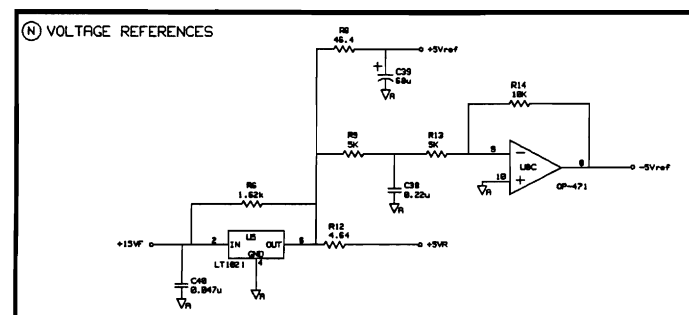 N VOLTAGE REFERENCES
R8
46.4
+5Vref
+
C39
68u
A
R14
10K
R9
5K
R13
5K
9
-
U8C
8
-5Vref
10
+
A
OP-471
C38
0.22u
A
R6
1.62k
+15VF
2
IN
U5
OUT
GND
4
6
R12
4.64
+5VR
LT1021
C40
0.047u
A
A